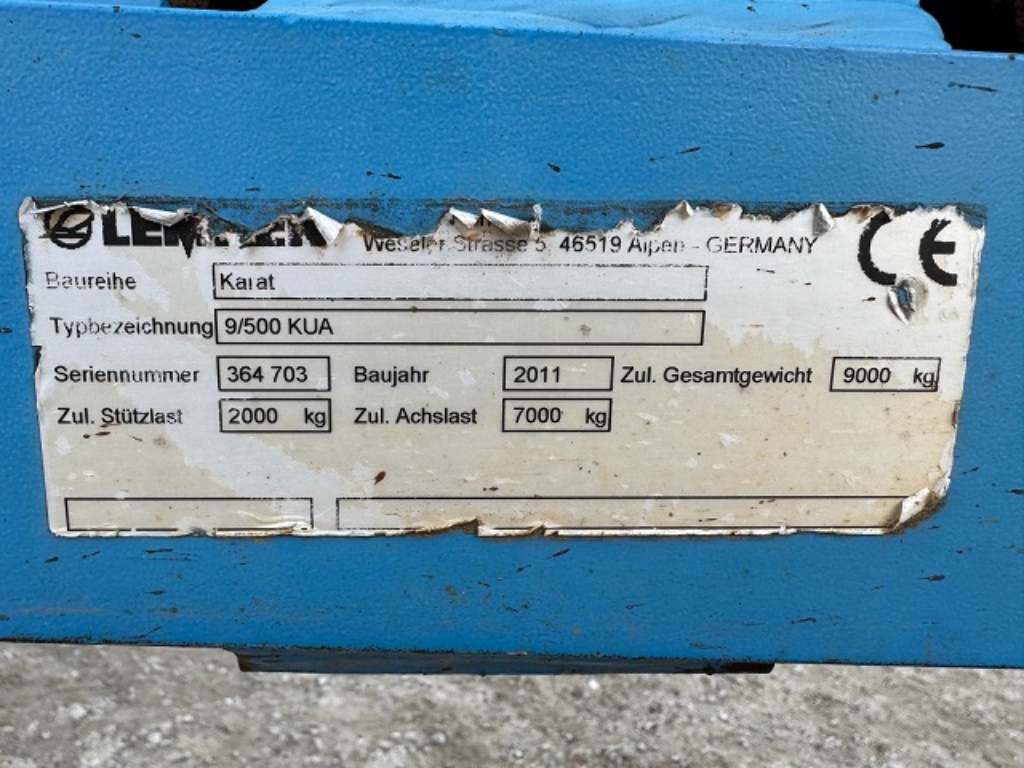 LEMKEN
Weseler Strasse 5, 46519 Alpen - GERMANY
CE
Baureihe Karat
Typbezeichnung 9/500 KUA
Seriennummer 364 703 Baujahr 2011 Zul. Gesamtgewicht 9000 kg
Zul. Stützlast 2000 kg Zul. Achslast 7000 kg